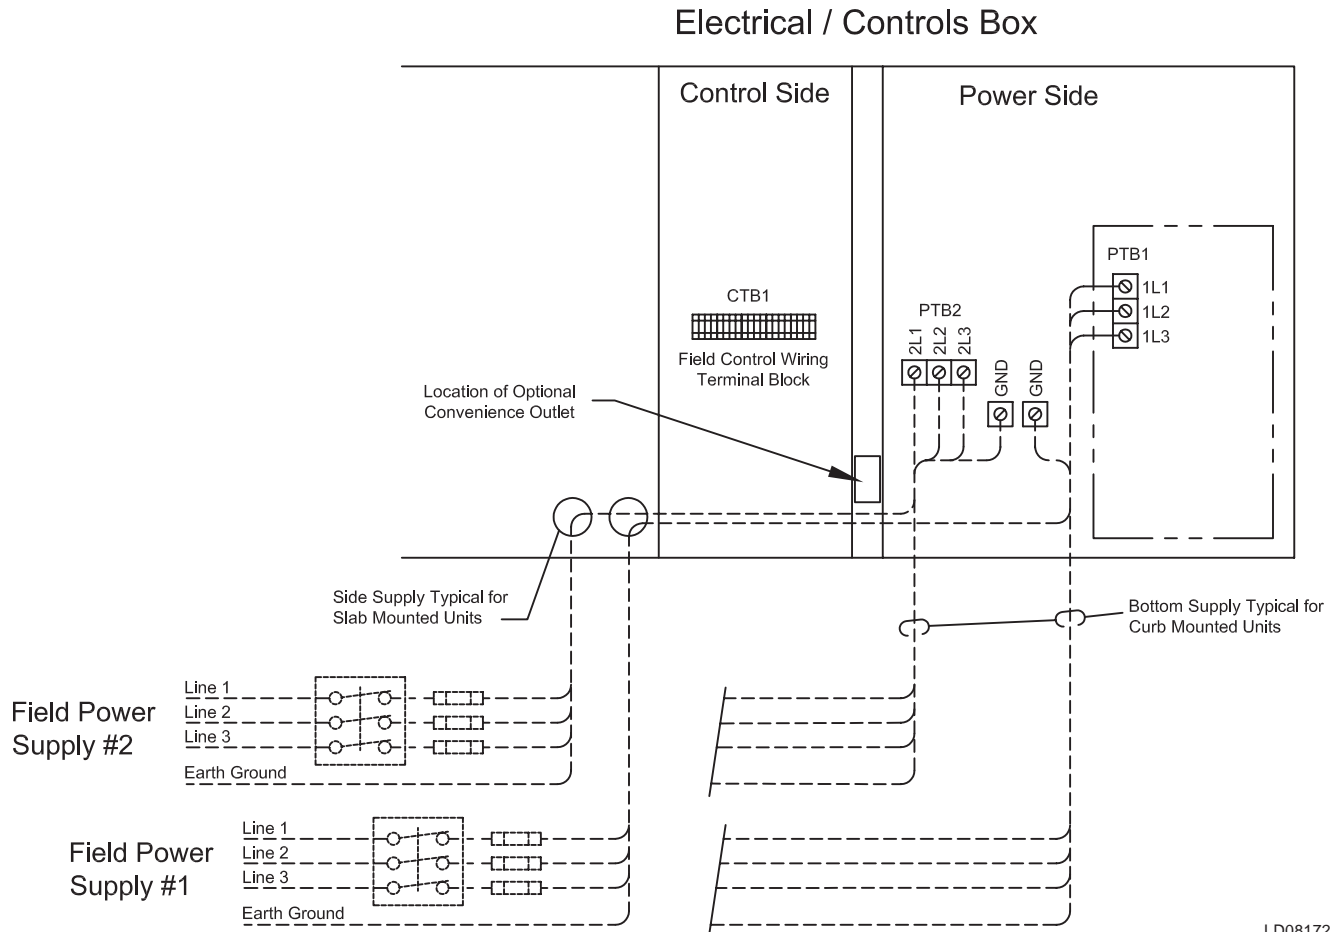 Electrical / Controls Box
Control Side
Power Side
PTB1
1L1
1L2
1L3
CTB1
Field Control Wiring
Terminal Block
PTB2
2L1
2L2
2L3
GND
GND
Location of Optional
Convenience Outlet
Side Supply Typical for
Slab Mounted Units
Bottom Supply Typical for
Curb Mounted Units
Field Power
Supply #2
Line 1
Line 2
Line 3
Earth Ground
Field Power
Supply #1
Line 1
Line 2
Line 3
Earth Ground
LD08172